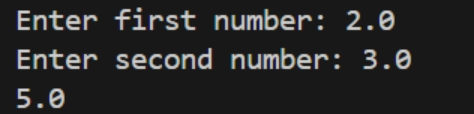 Enter first number: 2.0
Enter second number: 3.0
5.0